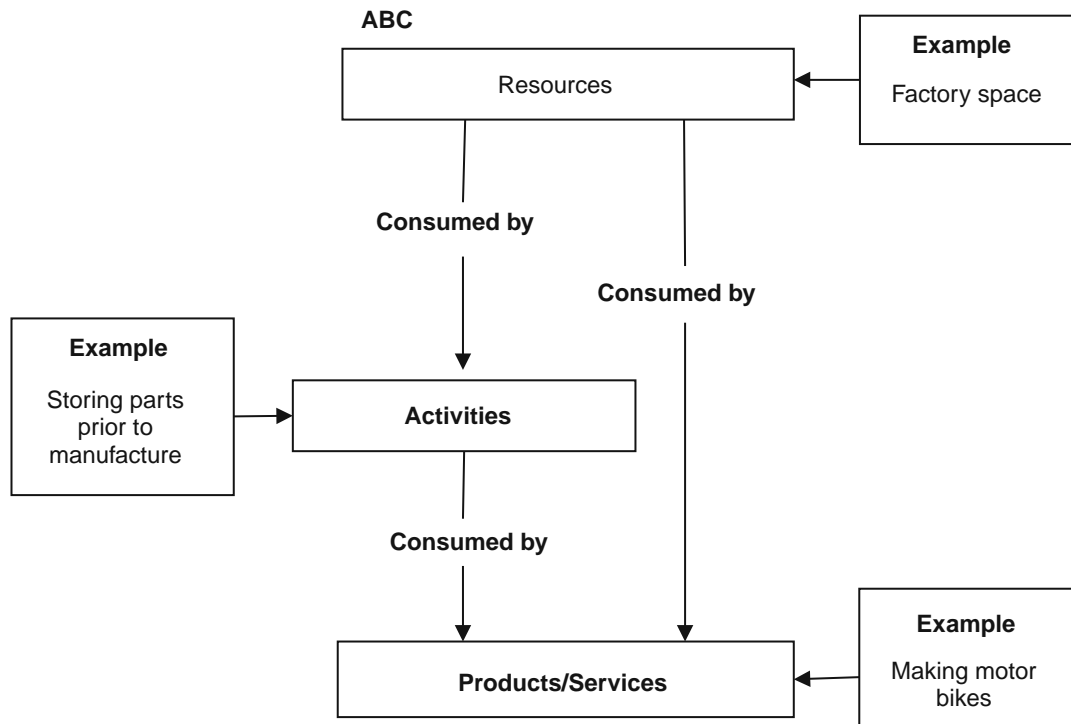 ABC
Resources
Example
Factory space
Consumed by
Consumed by
Example
Storing parts
prior to
manufacture
Activities
Consumed by
Products/Services
Example
Making motor
bikes